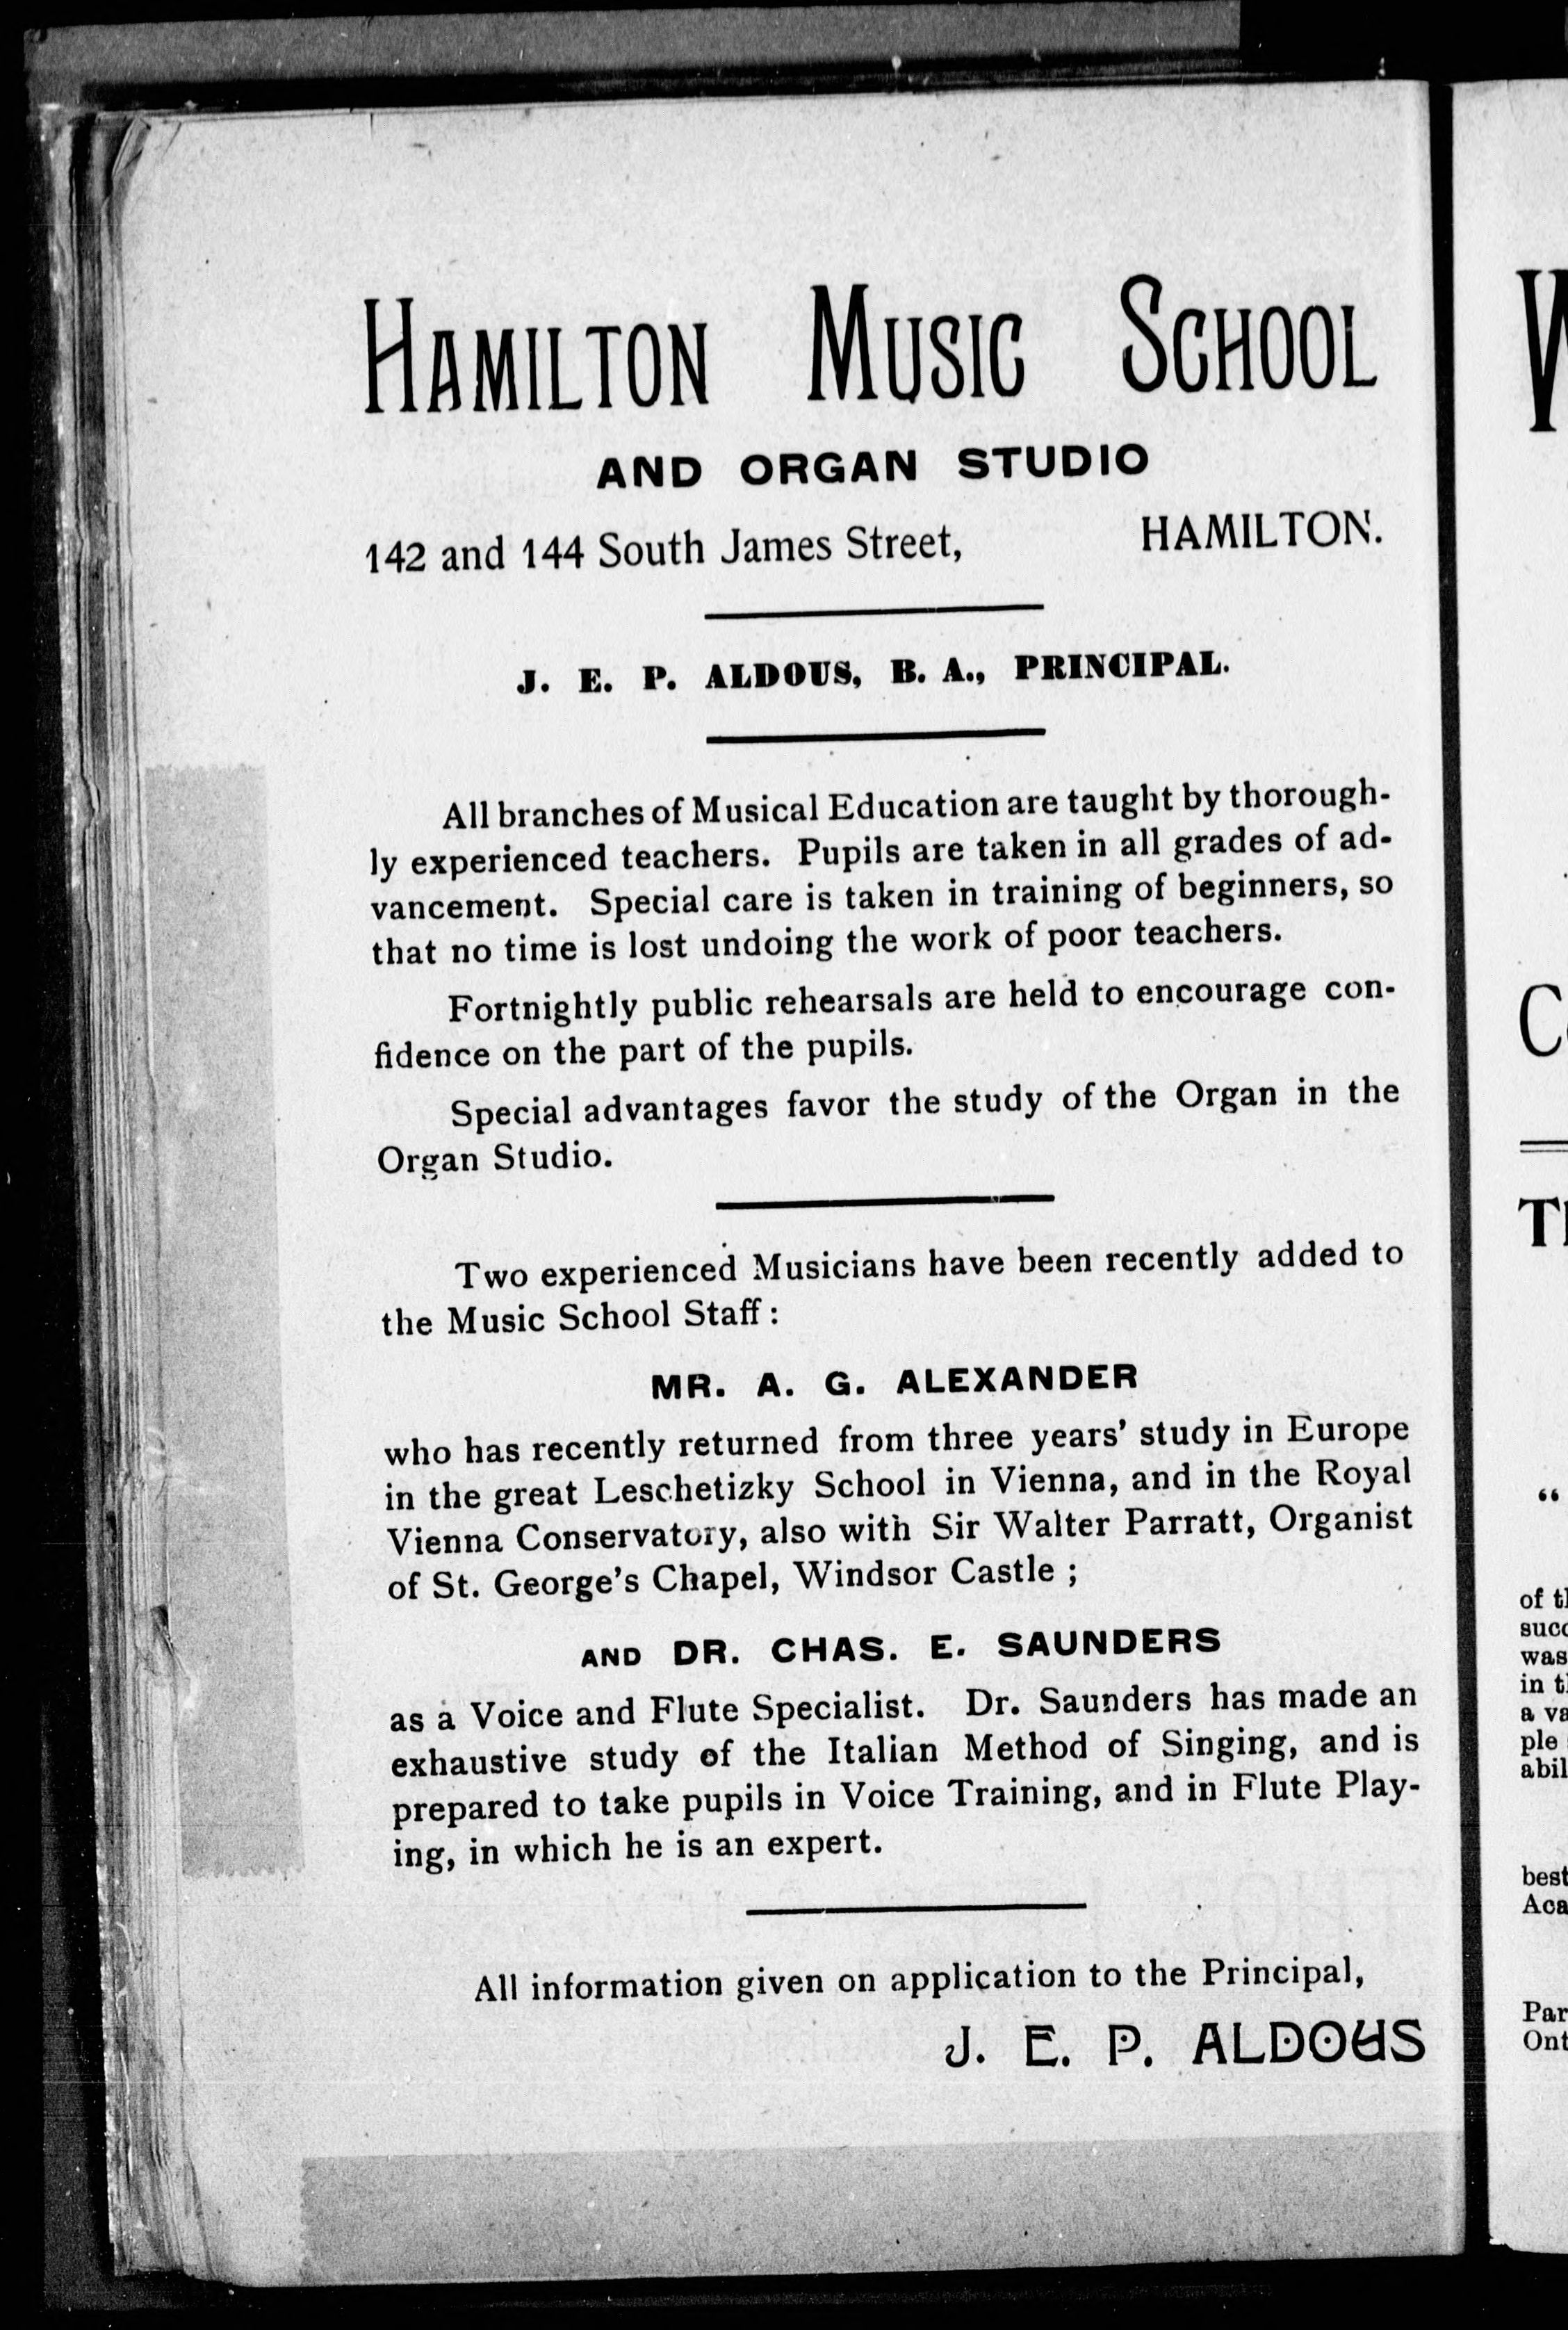 HAMILTON MUSIC SCHOOL
AND ORGAN STUDIO
142 and 144 South James Street, HAMILTON.
J. E. P. ALDOUS, B. A., PRINCIPAL.
All branches of Musical Education are taught by thorough-
ly experienced teachers. Pupils are taken in all grades of ad-
vancement. Special care is taken in training of beginners, so
that no time is lost undoing the work of poor teachers.
Fortnightly public rehearsals are held to encourage con-
fidence on the part of the pupils.
Special advantages favor the study of the Organ in the
Organ Studio.
Two experienced Musicians have been recently added to
the Music School Staff:
MR. A. G. ALEXANDER
who has recently returned from three years' study in Europe
in the great Leschetizky School in Vienna, and in the Royal
Vienna Conservatory, also with Sir Walter Parratt, Organist
of St. George's Chapel, Windsor Castle ;
AND DR. CHAS. E. SAUNDERS
as a Voice and Flute Specialist. Dr. Saunders has made an
exhaustive study of the Italian Method of Singing, and is
prepared to take pupils in Voice Training, and in Flute Play-
ing, in which he is an expert.
All information given on application to the Principal,
J. E. P. ALDOUS
of
was
in
a
ple
best